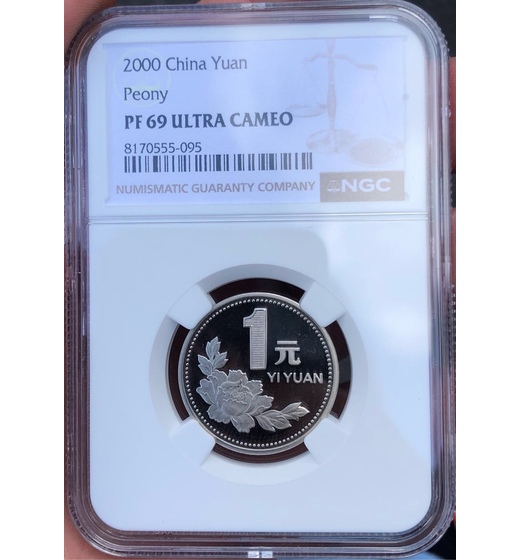 2000 China Yuan
Peony
PF 69 ULTRA CAMEO
8170555-095
NUMISMATIC GUARANTY COMPANY NGC
1元
YI YUAN